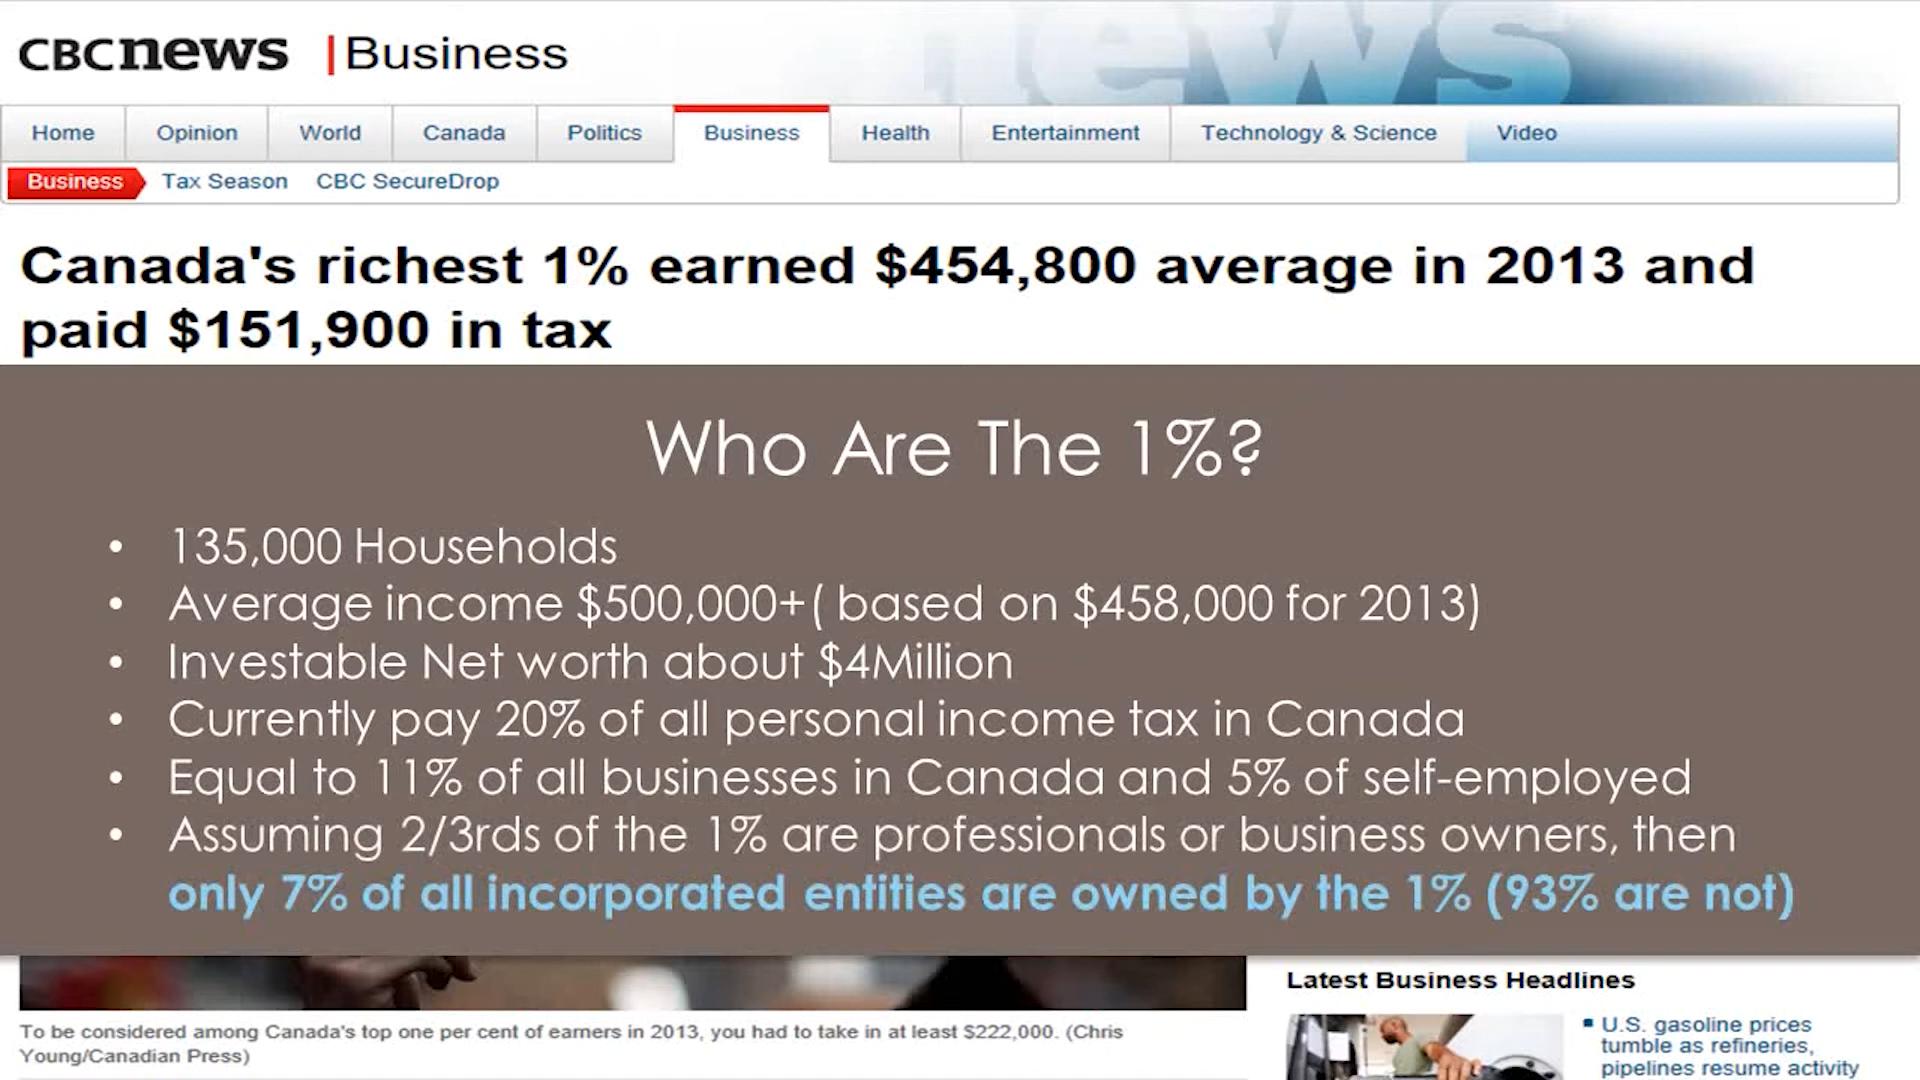 CBCnews | Business
news
Home Opinion World Canada Politics Business Health Entertainment Technology & Science Video
Business Tax Season CBC SecureDrop
Canada's richest 1% earned $454,800 average in 2013 and
paid $151,900 in tax
Who Are The 1%?
• 135,000 Households
• Average income $500,000+( based on $458,000 for 2013)
• Investable Net worth about $4Million
• Currently pay 20% of all personal income tax in Canada
• Equal to 11% of all businesses in Canada and 5% of self-employed
• Assuming 2/3rds of the 1% are professionals or business owners, then
only 7% of all incorporated entities are owned by the 1% (93% are not)
To be considered among Canada's top one per cent of earners in 2013, you had to take in at least $222,000. (Chris
Young/Canadian Press)
Latest Business Headlines
U.S. gasoline prices
tumble as refineries,
pipelines resume activity